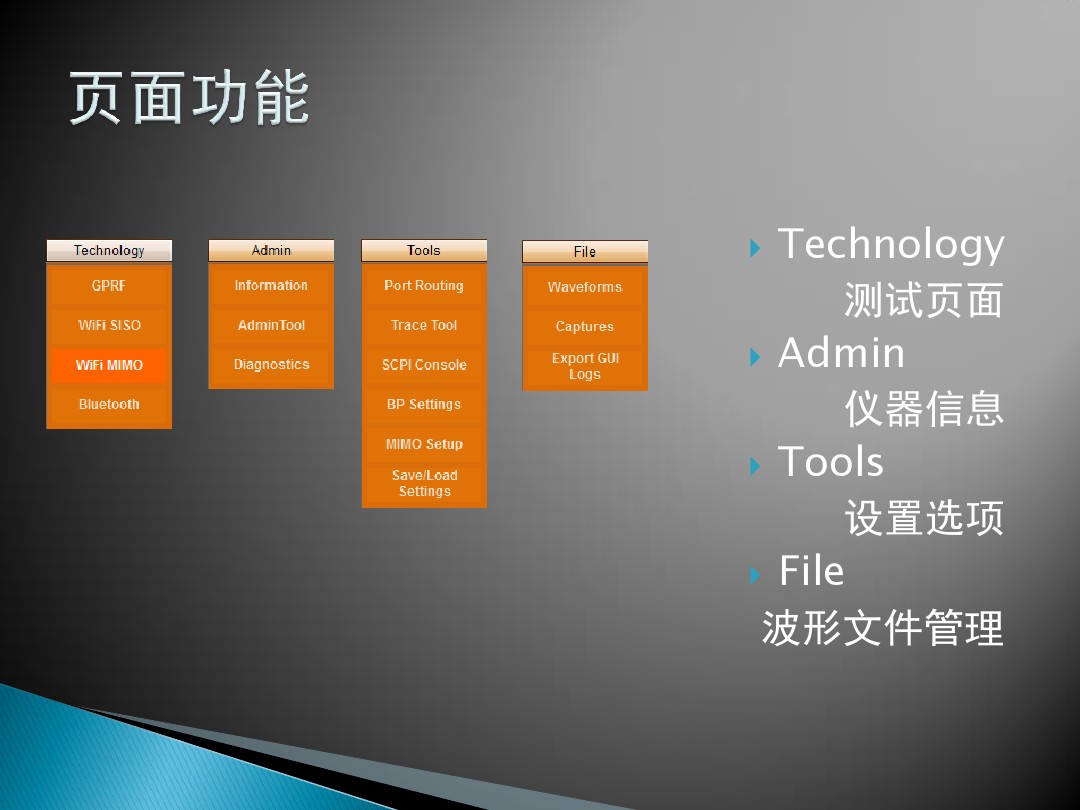 页面功能
Technology
GPRF
WiFi SISO
WiFi MIMO
Bluetooth
Admin
Information
AdminTool
Diagnostics
Tools
Port Routing
Trace Tool
SCPI Console
BP Settings
MIMO Setup
Save/Load
Settings
File
Waveforms
Captures
Export GUI
Logs
Technology
测试页面
Admin
仪器信息
Tools
设置选项
File
波形文件管理